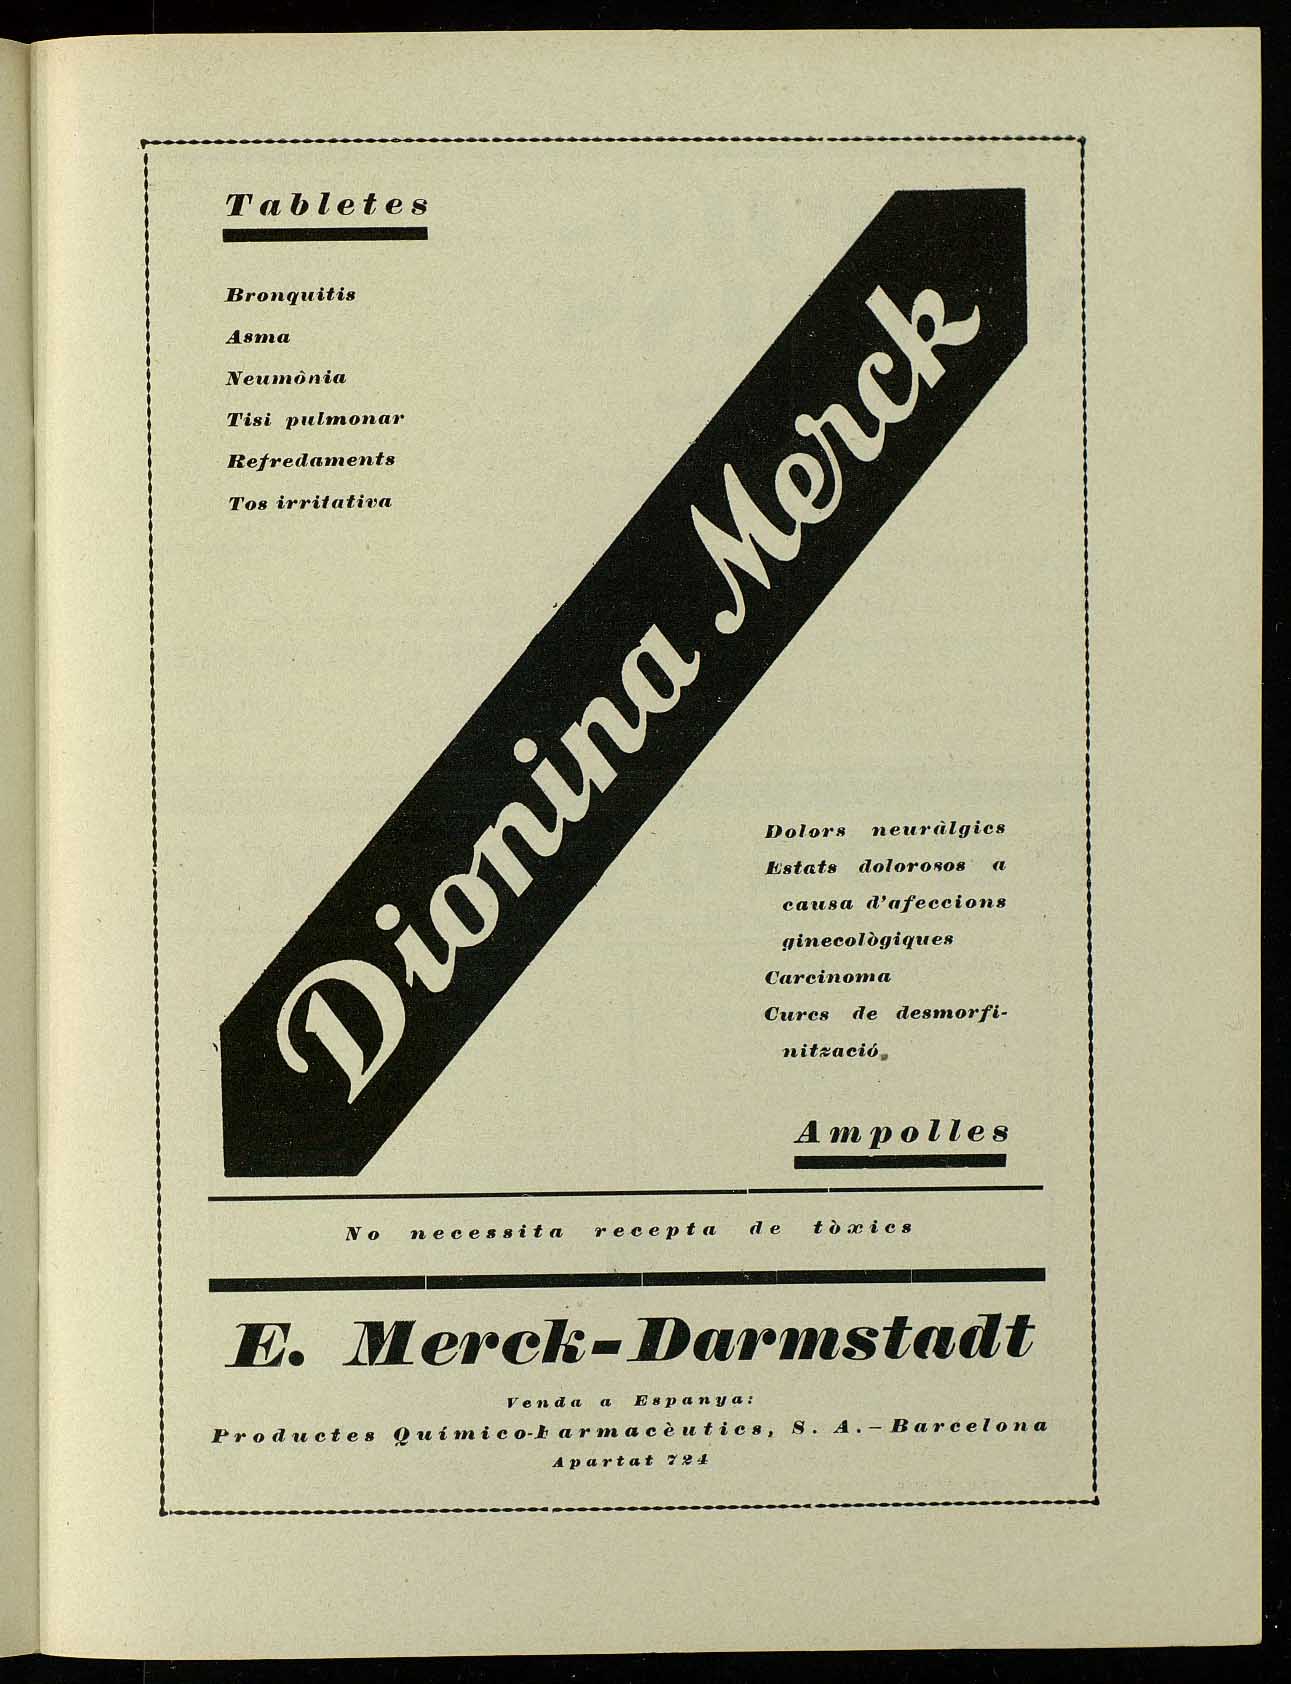 Tabletes
Bronquitis
Asma
Neumònia
Tisi pulmonar
Refredaments
Tos irritativa
Dionina Merck
Dolors neuràlgics
Estats dolorosos a
causa d'afeccions
ginecològiques
Carcinoma
Cures de desmorfi-
nització.
Ampolles
No necessita recepta de tòxics
E. Merck-Darmstadt
Venda a Espanya:
Productes Químico-Farmacèutics, S. A.-Barcelona
Apartat 724